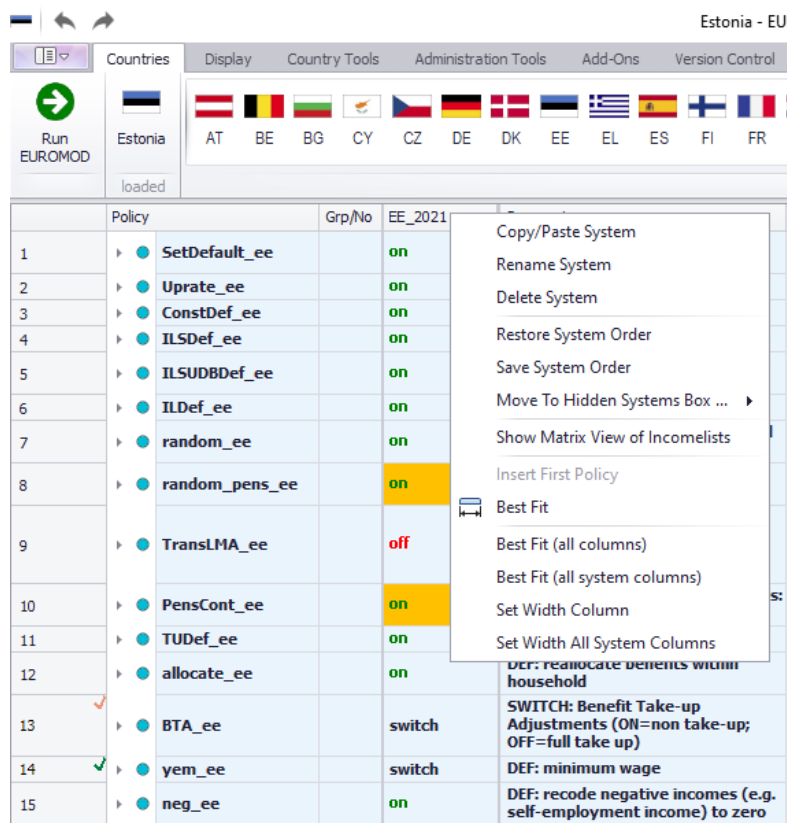 Estonia - EU
Countries Display Country Tools Administration Tools Add-Ons Version Control
Run EUROMOD
Estonia
loaded
AT BE BG CY CZ DE DK EE EL ES FI FR
Policy Grp/No EE_2021
1 SetDefault_ee on
2 Uprate_ee on
3 ConstDef_ee on
4 ILSDef_ee on
5 ILSUDBDef_ee on
6 ILDef_ee on
7 random_ee on
8 random_pens_ee on
9 TransLMA_ee off
10 PensCont_ee on
11 TUDef_ee on
12 allocate_ee on DEF: reallocate benefits within
household
13 BTA_ee switch SWITCH: Benefit Take-up
Adjustments (ON=non take-up;
OFF=full take up)
14 yem_ee switch DEF: minimum wage
15 neg_ee on DEF: recode negative incomes (e.g.
self-employment income) to zero
Copy/Paste System
Rename System
Delete System
Restore System Order
Save System Order
Move To Hidden Systems Box ...
Show Matrix View of Incomelists
Insert First Policy
Best Fit
Best Fit (all columns)
Best Fit (all system columns)
Set Width Column
Set Width All System Columns